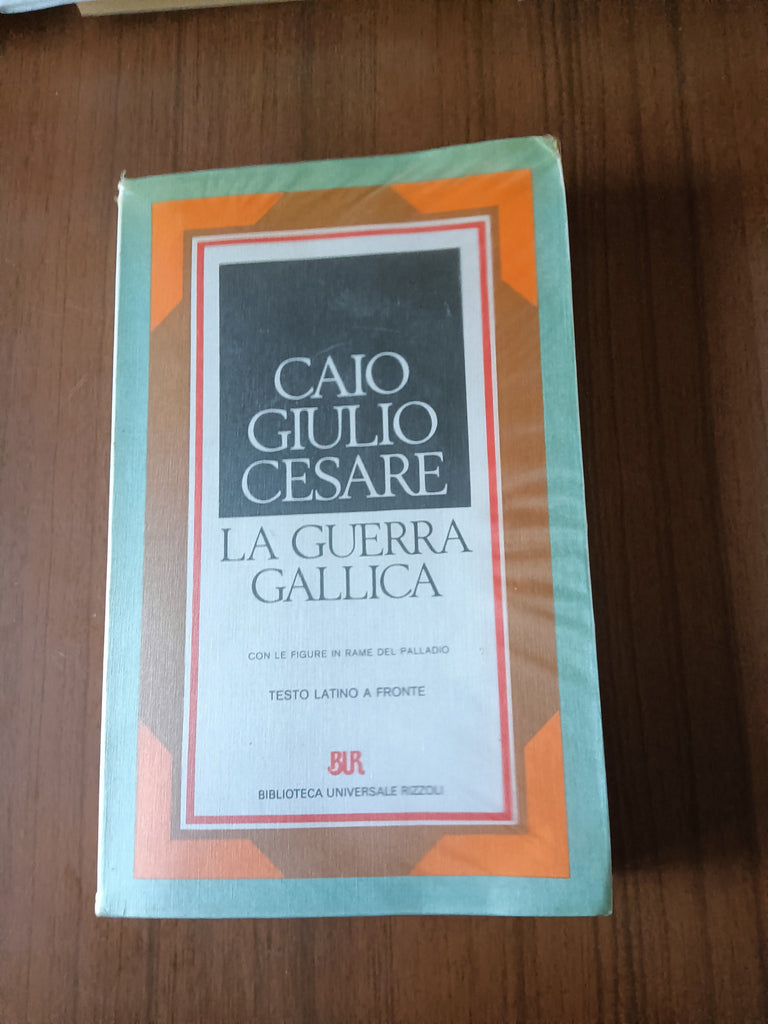 CAIO
GIULIO
CESARE
LA GUERRA
GALLICA
CON LE FIGURE IN RAME DEL PALLADIO
TESTO LATINO A FRONTE
BUR
BIBLIOTECA UNIVERSALE RIZZOLI